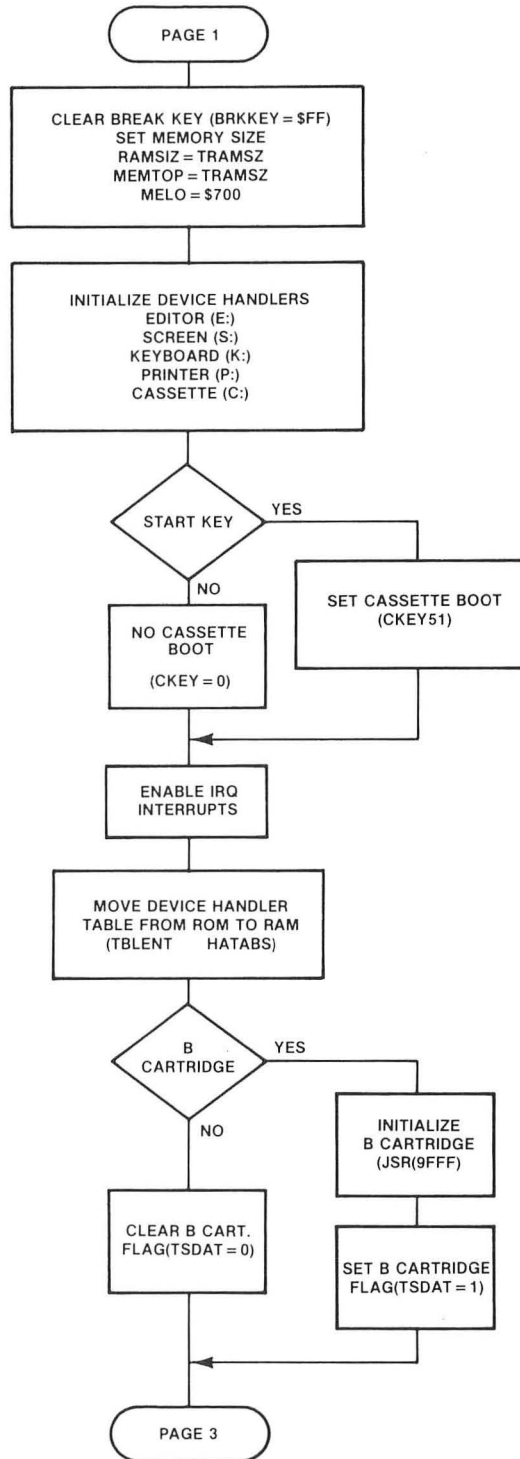 PAGE 1
CLEAR BREAK KEY (BRKKEY = $FF)
SET MEMORY SIZE
RAMSIZ = TRAMSZ
MEMTOP = TRAMSZ
MELO = $700
INITIALIZE DEVICE HANDLERS
EDITOR (E:)
SCREEN (S:)
KEYBOARD (K:)
PRINTER (P:)
CASSETTE (C:)
START KEY
YES
NO
SET CASSETTE BOOT
(CKEY51)
NO CASSETTE
BOOT
(CKEY = 0)
ENABLE IRQ
INTERRUPTS
MOVE DEVICE HANDLER
TABLE FROM ROM TO RAM
(TBLENT HATABS)
B
CARTRIDGE
YES
NO
INITIALIZE
B CARTRIDGE
(JSR(9FFF)
CLEAR B CART.
FLAG(TSDAT = 0)
SET B CARTRIDGE
FLAG(TSDAT = 1)
PAGE 3